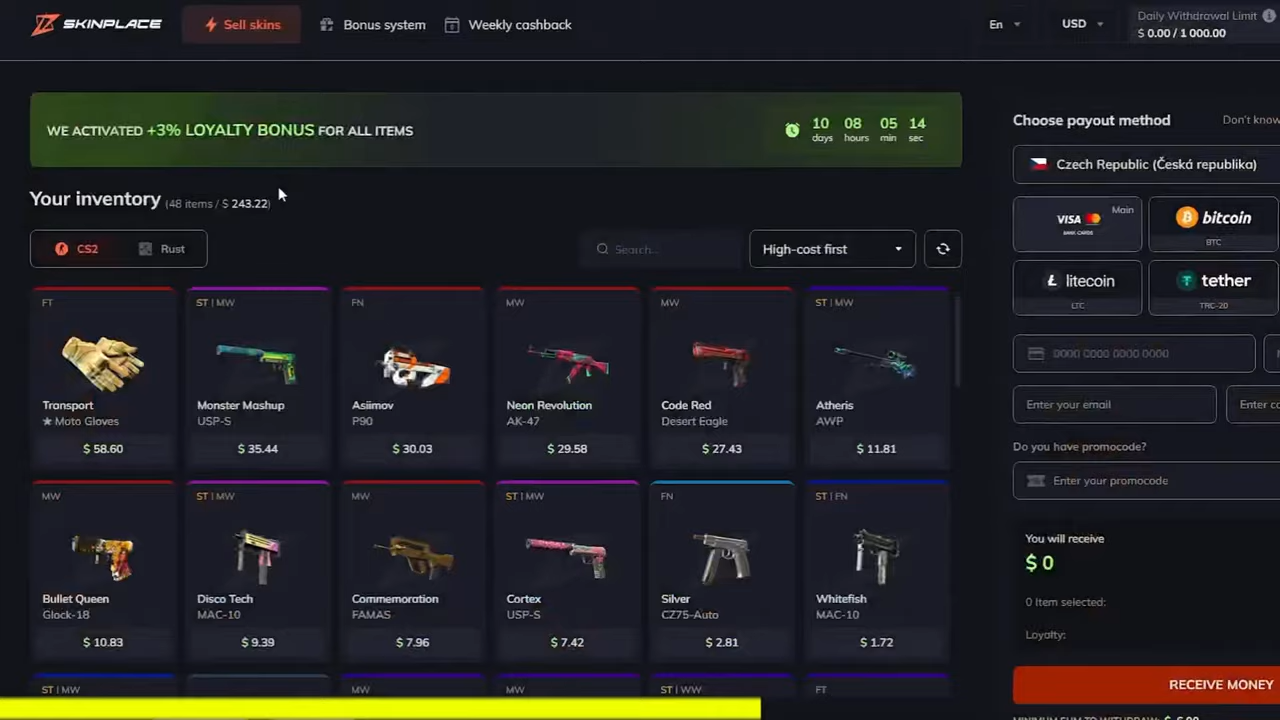 SKINPLACE
Sell skins
Bonus system
Weekly cashback
En
USD
Daily Withdrawal Limit
$ 0.00 / 1 000.00
WE ACTIVATED +3% LOYALTY BONUS FOR ALL ITEMS
10 08 05 14
days hours min sec
Your inventory (48 items / $ 243.22)
CS2
Rust
Search...
High-cost first
FT
Transport
★ Moto Gloves
$ 58.60
ST | MW
Monster Mashup
USP-S
$ 35.44
FN
Asiimov
P90
$ 30.03
MW
Neon Revolution
AK-47
$ 29.58
MW
Code Red
Desert Eagle
$ 27.43
ST | MW
Atheris
AWP
$ 11.81
MW
Bullet Queen
Glock-18
$ 10.83
ST | MW
Disco Tech
MAC-10
$ 9.39
MW
Commemoration
FAMAS
$ 7.96
ST | MW
Cortex
USP-S
$ 7.42
FN
Silver
CZ75-Auto
$ 2.81
ST | FN
Whitefish
MAC-10
$ 1.72
ST | MW
MW
MW
ST | WW
FT
Choose payout method
Don't know
Czech Republic (Česká republika)
Main
VISA
BANK CARDS
bitcoin
BTC
litecoin
LTC
tether
TRC-20
0000 0000 0000 0000
Enter your email
Enter co
Do you have promocode?
Enter your promocode
You will receive
$ 0
0 Item selected:
Loyalty:
RECEIVE MONEY